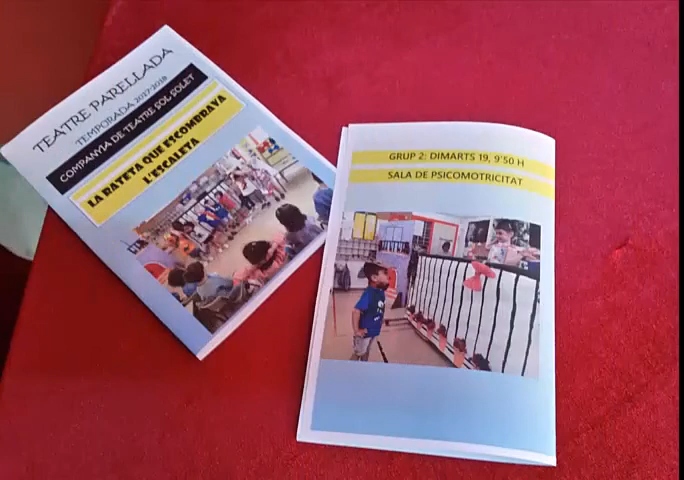 TEATRE PARELLADA
TEMPORADA 2017-2018
COMPANYIA DE TEATRE SOL SOLET
LA RATETA QUE ESCOMBRAVA
L'ESCALETA
GRUP 2: DIMARTS 19, 9'50 H
SALA DE PSICOMOTRICITAT